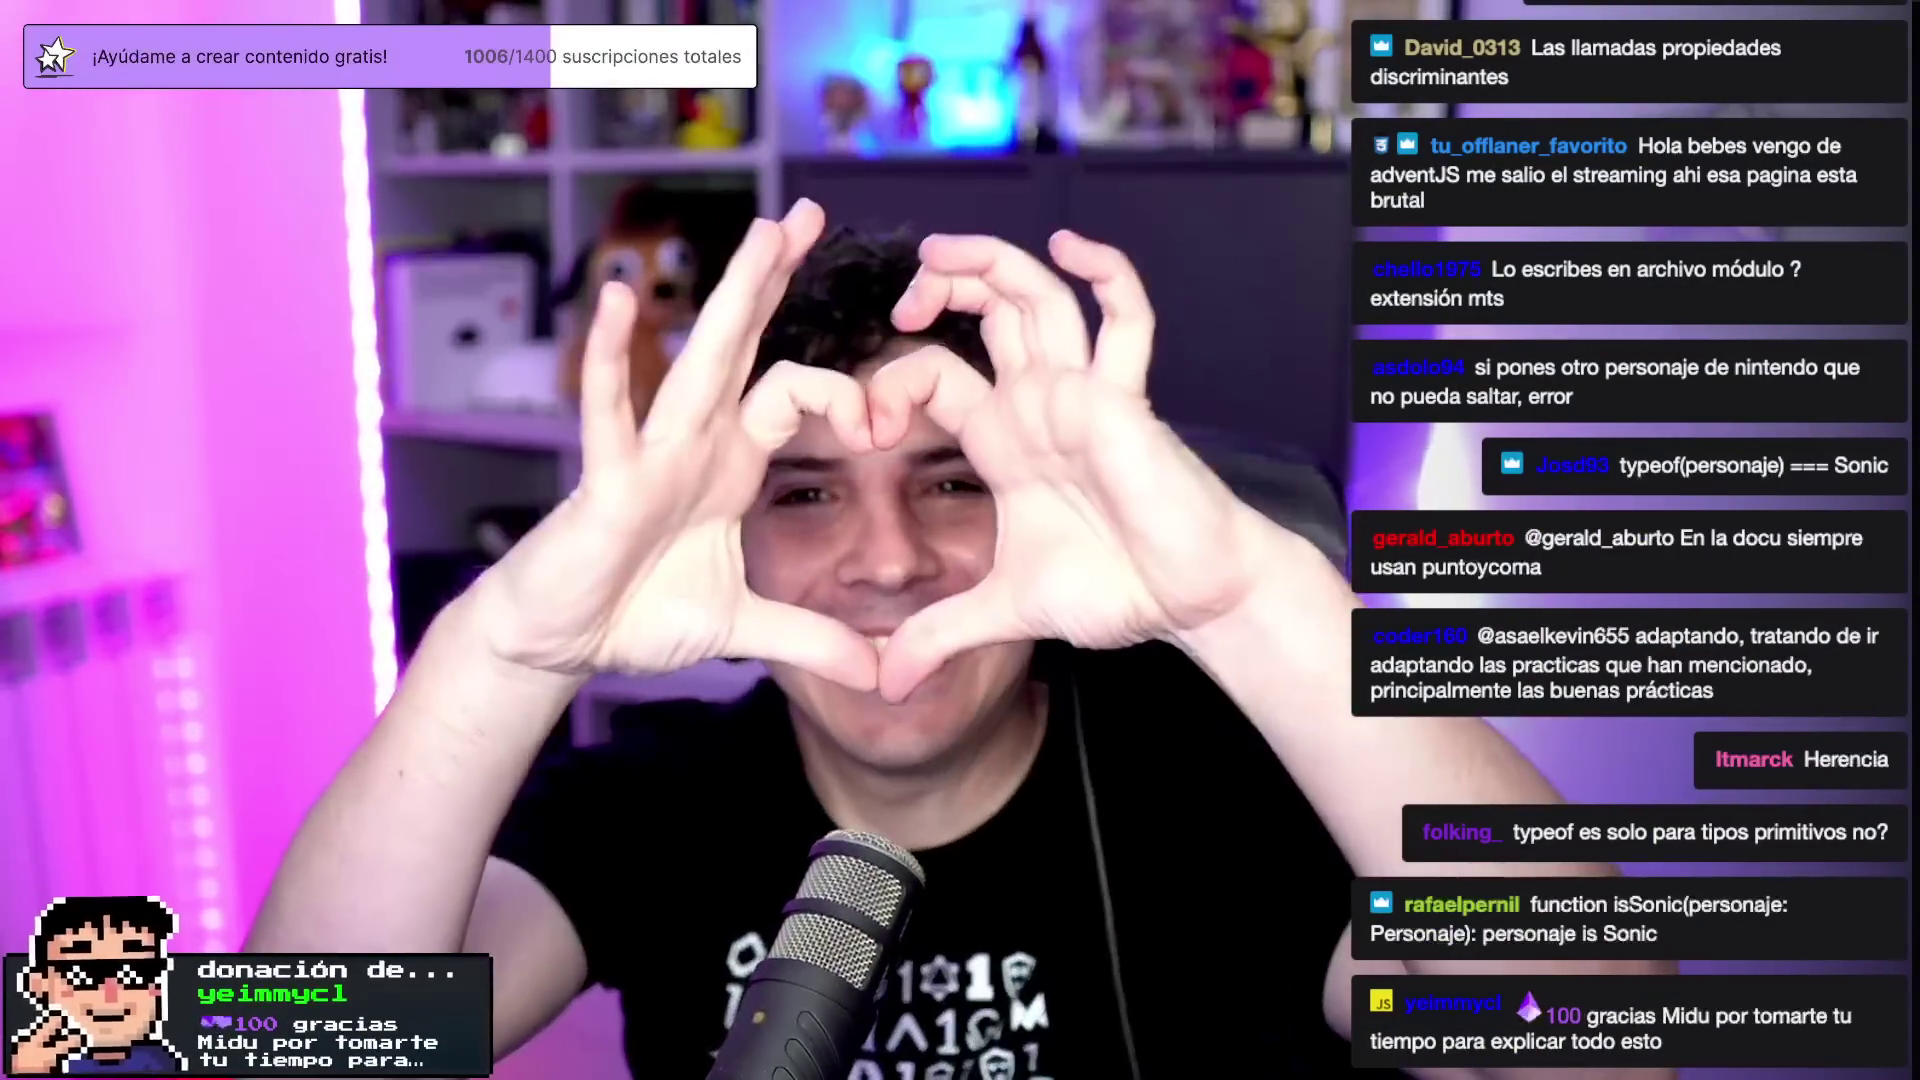 ¡Ayúdame a crear contenido gratis! 1006/1400 suscripciones totales
David_0313 Las llamadas propiedades
discriminantes
tu_offlaner_favorito Hola bebes vengo de
adventJS me salio el streaming ahi esa pagina esta
brutal
chello1975 Lo escribes en archivo módulo ?
extensión mts
asdolo94 si pones otro personaje de nintendo que
no pueda saltar, error
Josd93 typeof(personaje) === Sonic
gerald_aburto @gerald_aburto En la docu siempre
usan puntoycoma
coder160 @asaelkevin655 adaptando, tratando de ir
adaptando las practicas que han mencionado,
principalmente las buenas prácticas
ltmarck Herencia
folking_ typeof es solo para tipos primitivos no?
rafaelpernil function isSonic(personaje:
Personaje): personaje is Sonic
JS yeimmycl 100 gracias Midu por tomarte tu
tiempo para explicar todo esto
donación de...
yeimmycl
100 gracias
Midu por tomarte
tu tiempo para...